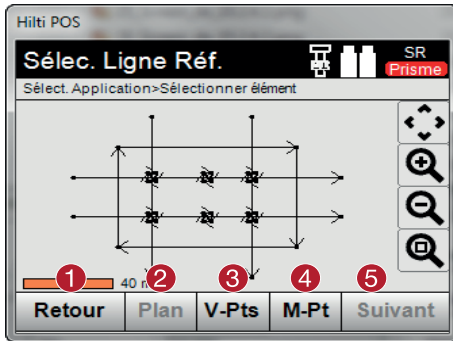 Hilti POS
Sélec. Ligne Réf.
SR
Prisme
Sélect. Application>Sélectionner élément
40 m
1 2 3 4 5
Retour Plan V-Pts M-Pt Suivant